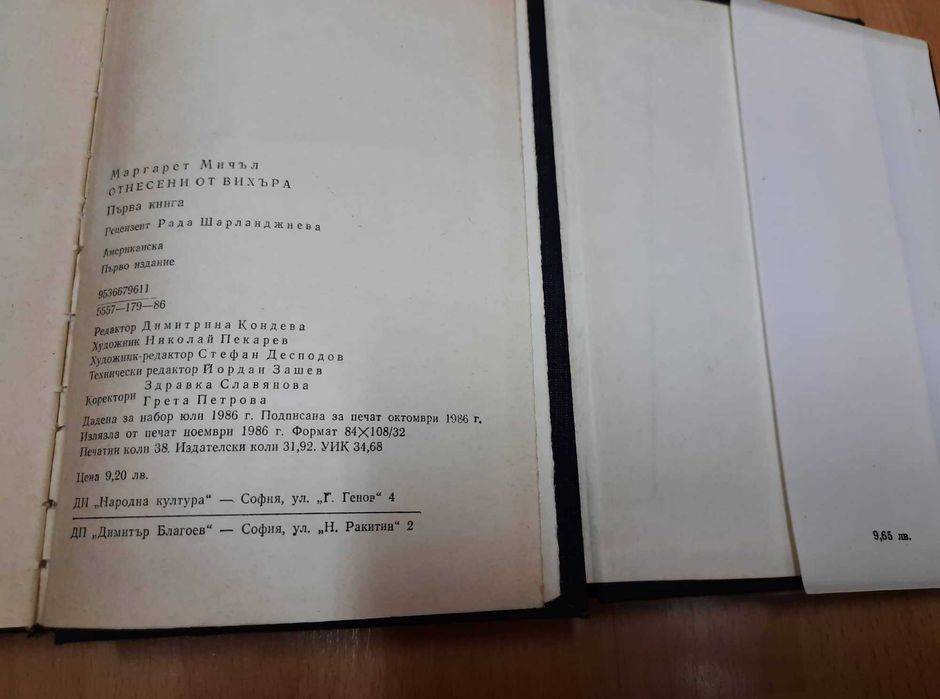 Маргарет Мичъл
ОТНЕСЕНИ ОТ ВИХЪРА
Първа книга
Рецензент Рада Шарланджиева
Американска
Първо издание
9536679611
5557—179—86
Редактор Димитрина Кондева
Художник Николай Пекарев
Художник-редактор Стефан Десподов
Технически редактор Йордан Зашев
Здравка Славянова
Коректори Грета Петрова
Дадена за набор юли 1986 г. Подписана за печат октомври 1986 г.
Излязла от печат ноември 1986 г. Формат 84×108/32
Печатни коли 38. Издателски коли 31,92. УИК 34,68
Цена 9,20 лв.
ДИ „Народна култура“ — София, ул. „Г. Генов“ 4
ДП „Димитър Благоев“ — София, ул. „Н. Ракитин“ 2
9,65 лв.